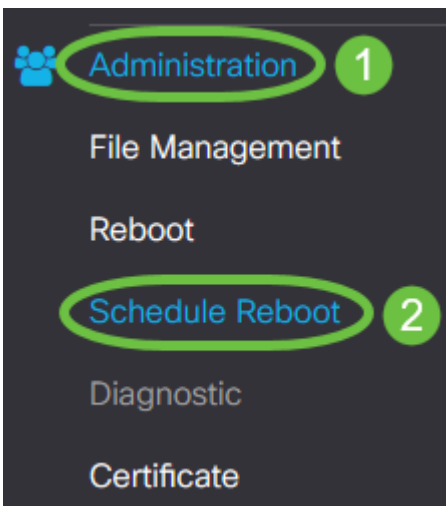 Administration 1
File Management
Reboot
Schedule Reboot 2
Diagnostic
Certificate